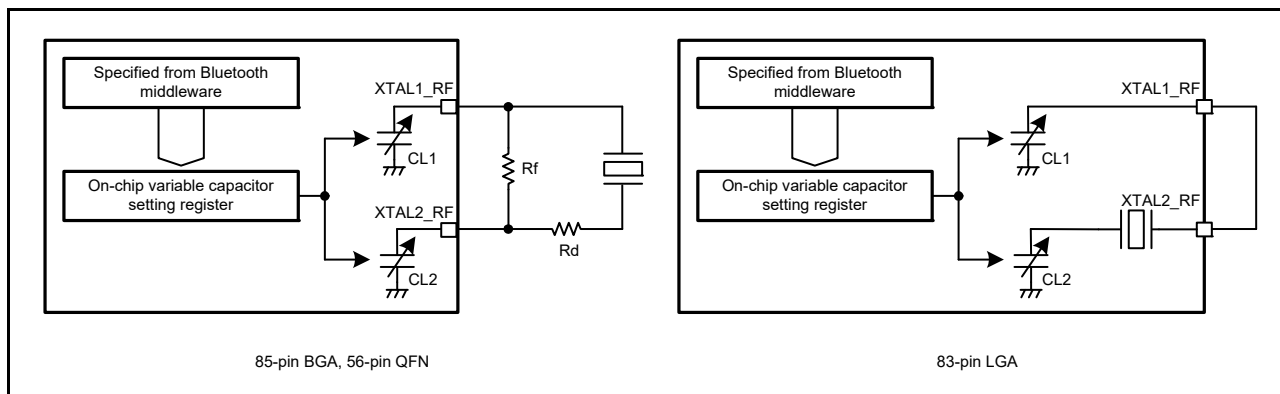 Specified from Bluetooth
middleware
XTAL1_RF
CL1
On-chip variable capacitor
setting register
Rf
XTAL2_RF
Rd
CL2
85-pin BGA, 56-pin QFN
Specified from Bluetooth
middleware
XTAL1_RF
CL1
On-chip variable capacitor
setting register
XTAL2_RF
CL2
83-pin LGA